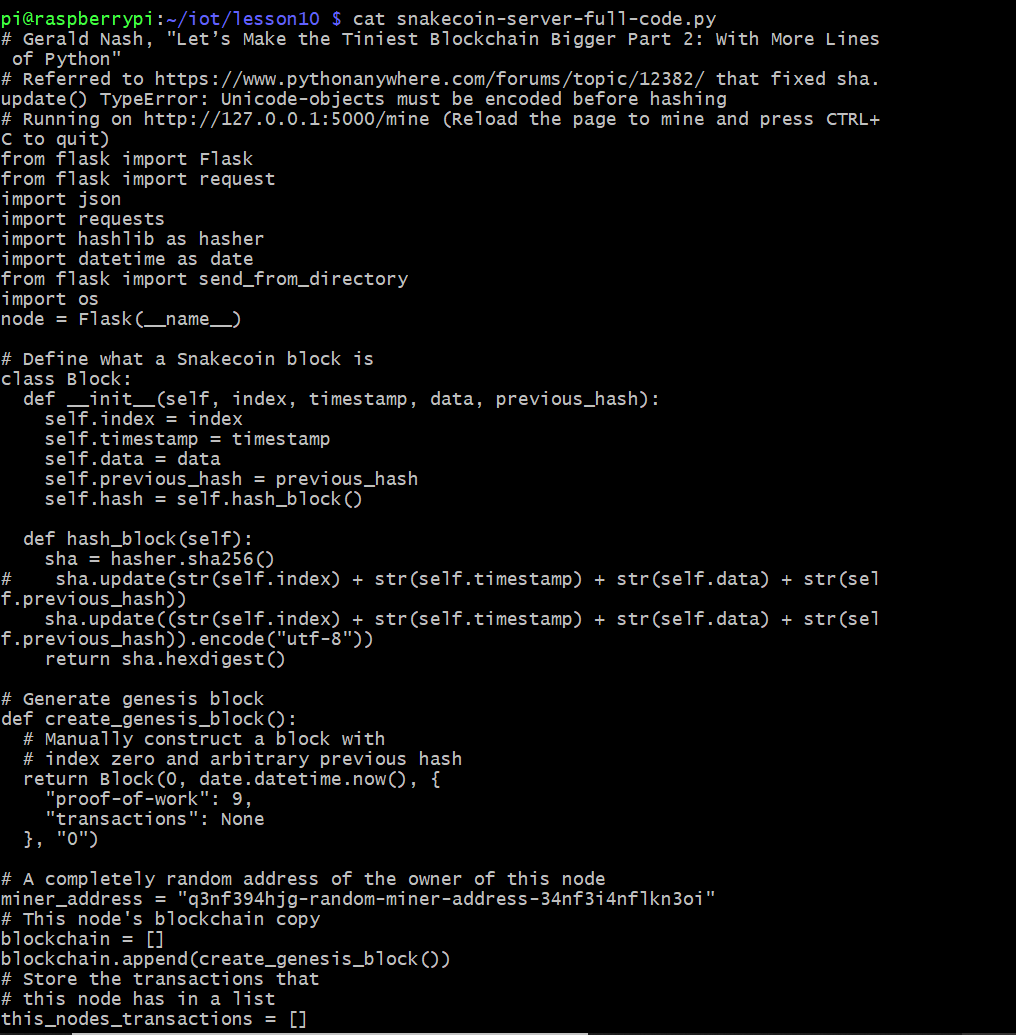 pi@raspberrypi:~/iot/lesson10 $ cat snakecoin-server-full-code.py
# Gerald Nash, "Let’s Make the Tiniest Blockchain Bigger Part 2: With More Lines
 of Python"
# Referred to https://www.pythonanywhere.com/forums/topic/12382/ that fixed sha.
update() TypeError: Unicode-objects must be encoded before hashing
# Running on http://127.0.0.1:5000/mine (Reload the page to mine and press CTRL+
C to quit)
from flask import Flask
from flask import request
import json
import requests
import hashlib as hasher
import datetime as date
from flask import send_from_directory
import os
node = Flask(__name__)

# Define what a Snakecoin block is
class Block:
  def __init__(self, index, timestamp, data, previous_hash):
    self.index = index
    self.timestamp = timestamp
    self.data = data
    self.previous_hash = previous_hash
    self.hash = self.hash_block()

  def hash_block(self):
    sha = hasher.sha256()
#    sha.update(str(self.index) + str(self.timestamp) + str(self.data) + str(sel
f.previous_hash))
    sha.update((str(self.index) + str(self.timestamp) + str(self.data) + str(sel
f.previous_hash)).encode("utf-8"))
    return sha.hexdigest()

# Generate genesis block
def create_genesis_block():
  # Manually construct a block with
  # index zero and arbitrary previous hash
  return Block(0, date.datetime.now(), {
    "proof-of-work": 9,
    "transactions": None
  }, "0")

# A completely random address of the owner of this node
miner_address = "q3nf394hjg-random-miner-address-34nf3i4nflkn3oi"
# This node's blockchain copy
blockchain = []
blockchain.append(create_genesis_block())
# Store the transactions that
# this node has in a list
this_nodes_transactions = []